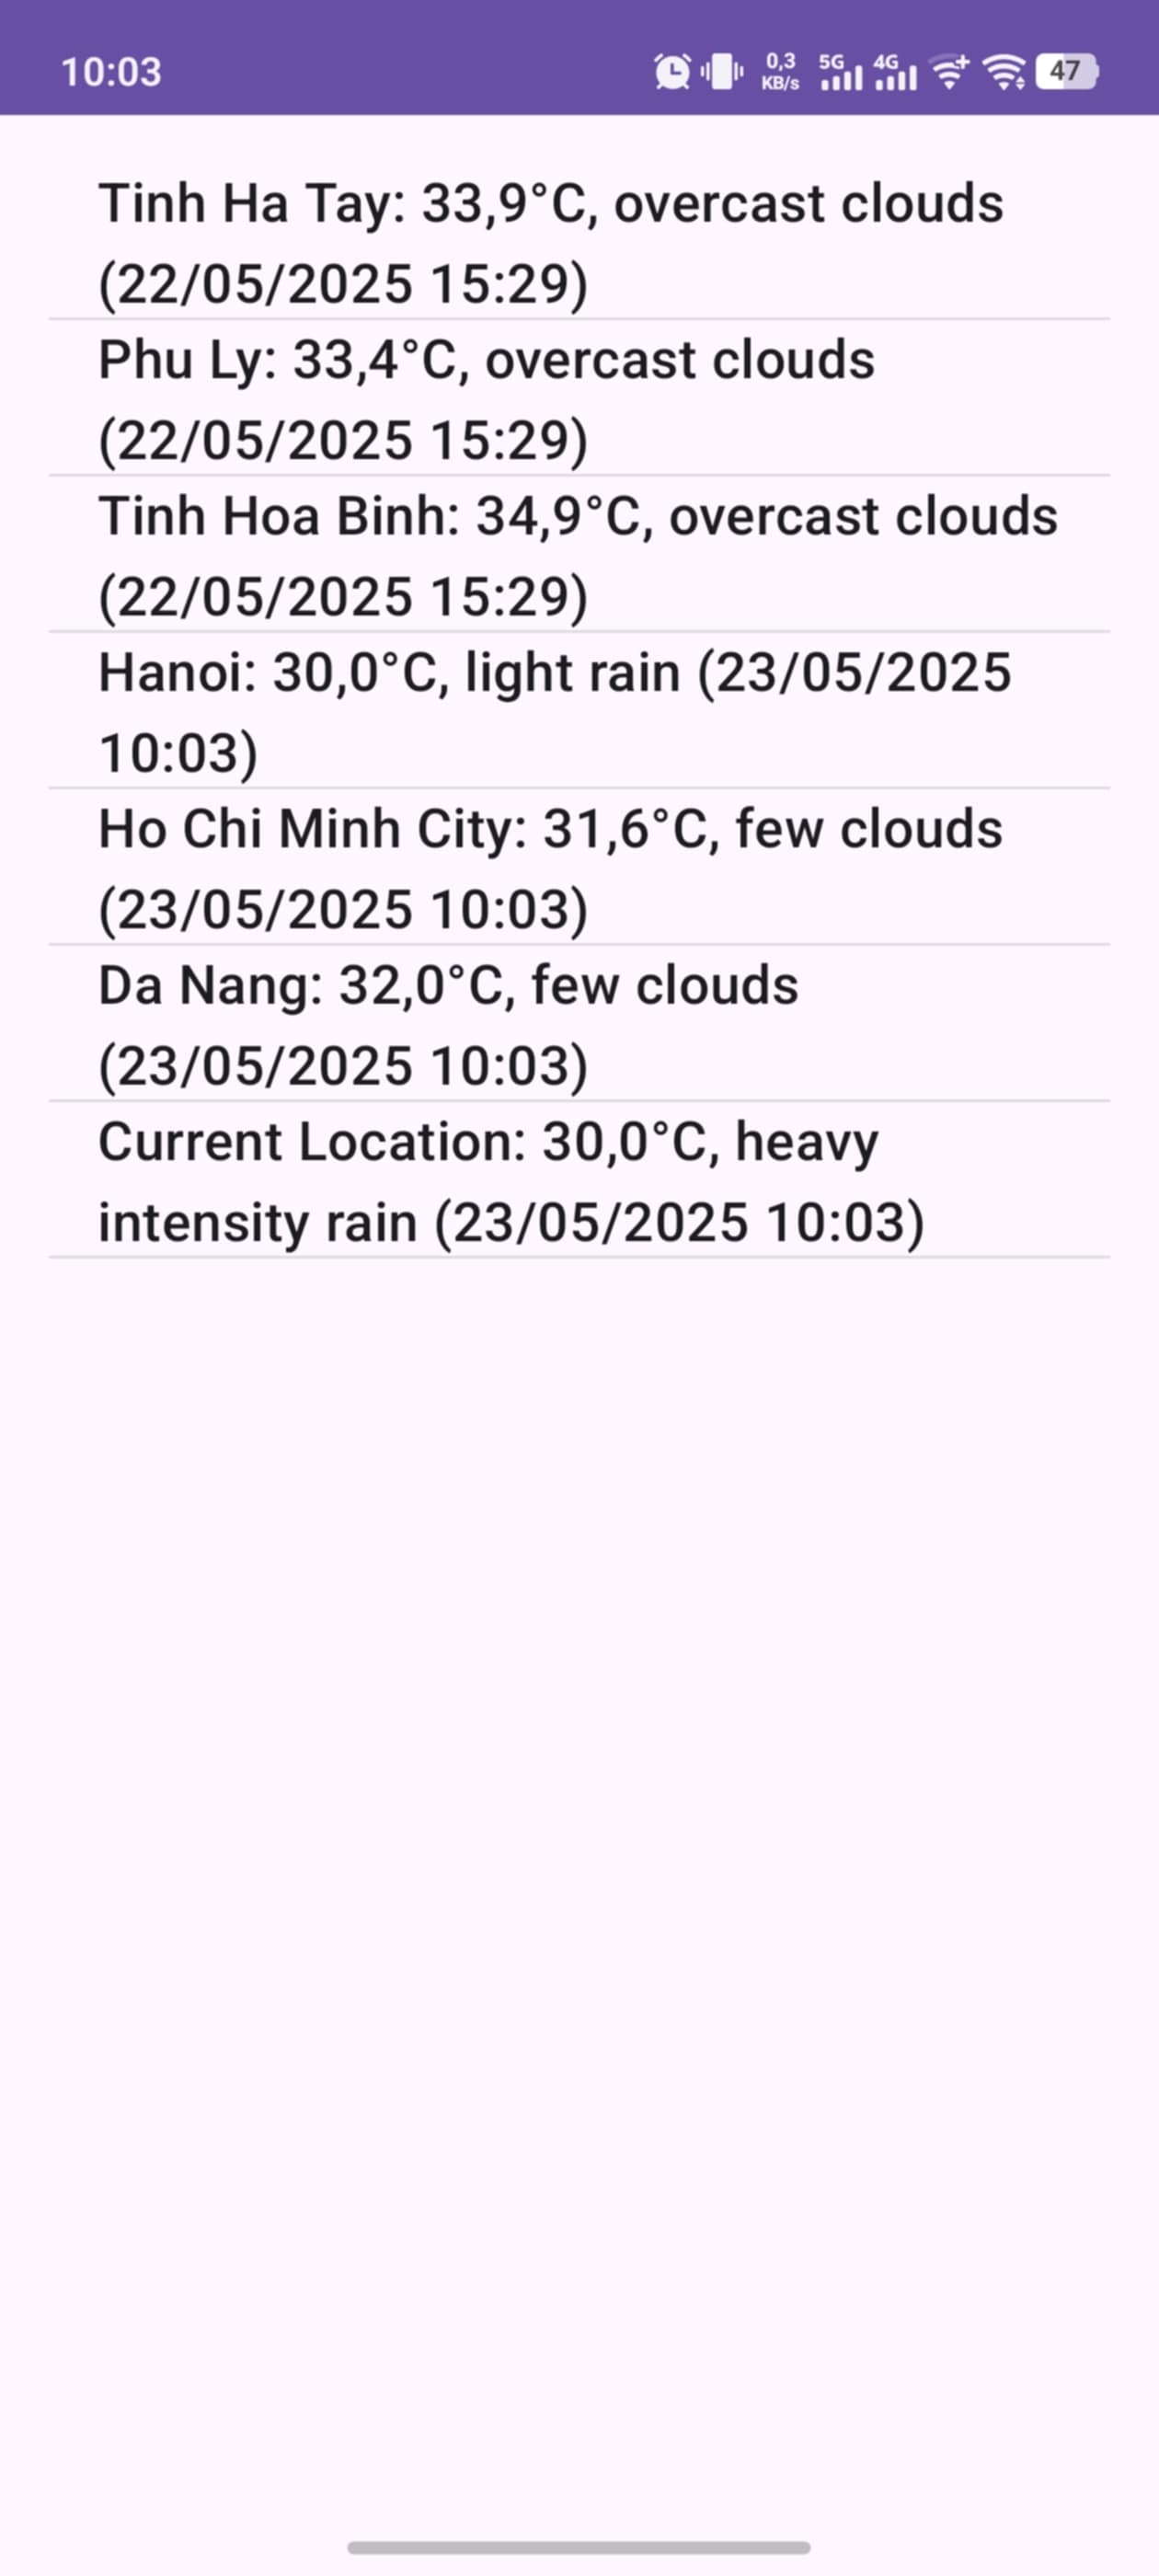 10:03
0,3
KB/s
5G
4G
47
Tinh Ha Tay: 33,9°C, overcast clouds
(22/05/2025 15:29)
Phu Ly: 33,4°C, overcast clouds
(22/05/2025 15:29)
Tinh Hoa Binh: 34,9°C, overcast clouds
(22/05/2025 15:29)
Hanoi: 30,0°C, light rain (23/05/2025
10:03)
Ho Chi Minh City: 31,6°C, few clouds
(23/05/2025 10:03)
Da Nang: 32,0°C, few clouds
(23/05/2025 10:03)
Current Location: 30,0°C, heavy
intensity rain (23/05/2025 10:03)